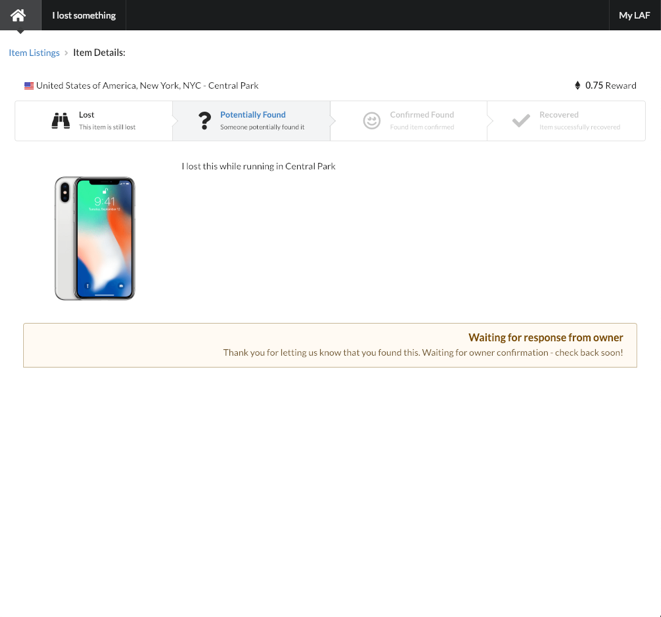 I lost something
My LAF
Item Listings > Item Details:
United States of America, New York, NYC - Central Park
0.75 Reward
Lost
This item is still lost
Potentially Found
Someone potentially found it
Confirmed Found
Found item confirmed
Recovered
Item successfully recovered
I lost this while running in Central Park
9:41
Waiting for response from owner
Thank you for letting us know that you found this. Waiting for owner confirmation - check back soon!